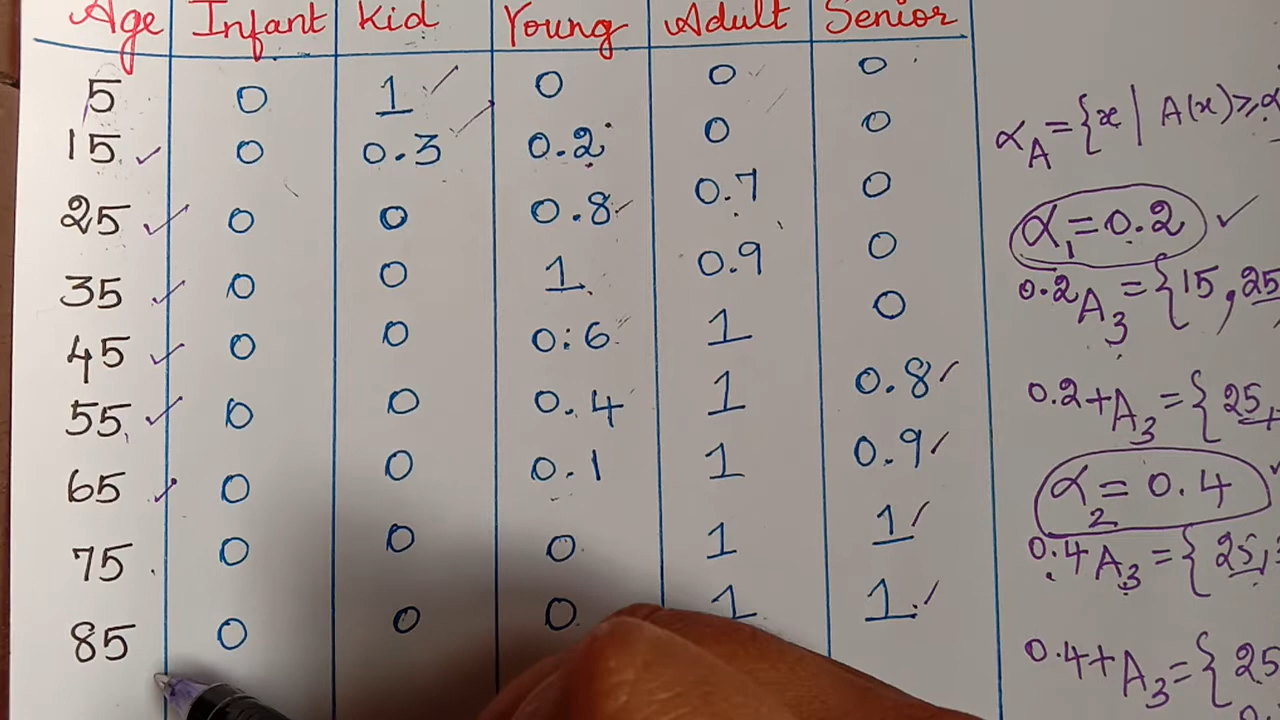 Age Infant Kid Young Adult Senior
5 0 1 ✓ 0 0 ✓ 0
15 ✓ 0 0.3 ✓ 0.2 0 0
25 ✓ 0 0 0.8 ✓ 0.7 0
35 ✓ 0 0 1 0.9 0
45 ✓ 0 0 0.6 1 0
55 ✓ 0 0 0.4 1 0.8 ✓
65 ✓ 0 0 0.1 1 0.9 ✓
75 0 0 0 1 1 ✓
85 0 0 0 1 1 ✓
αA = {x | A(x) ≥ α
α1 = 0.2 ✓
0.2A3 = {15, 25,
0.2+A3 = {25,
α2 = 0.4 ✓
0.4A3 = {25,
0.4+A3 = {25